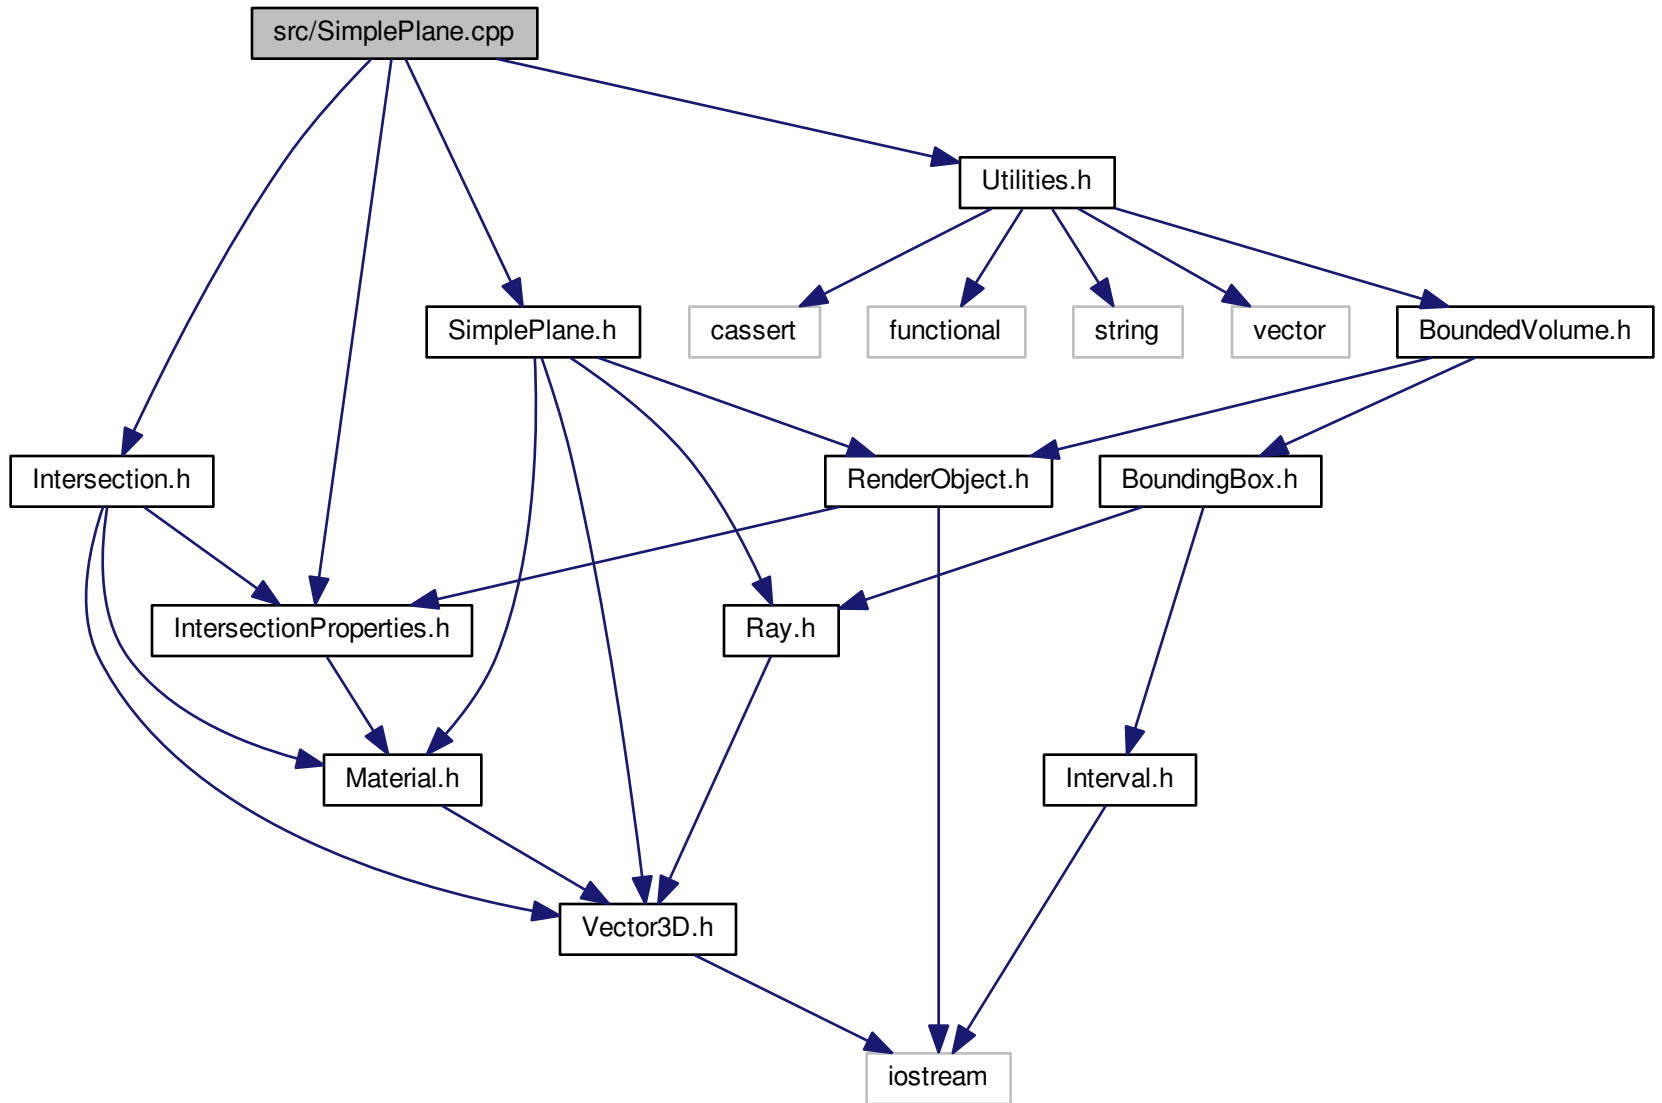 src/SimplePlane.cpp
Utilities.h
SimplePlane.h
cassert
functional
string
vector
BoundedVolume.h
Intersection.h
RenderObject.h
BoundingBox.h
IntersectionProperties.h
Ray.h
Material.h
Interval.h
Vector3D.h
iostream